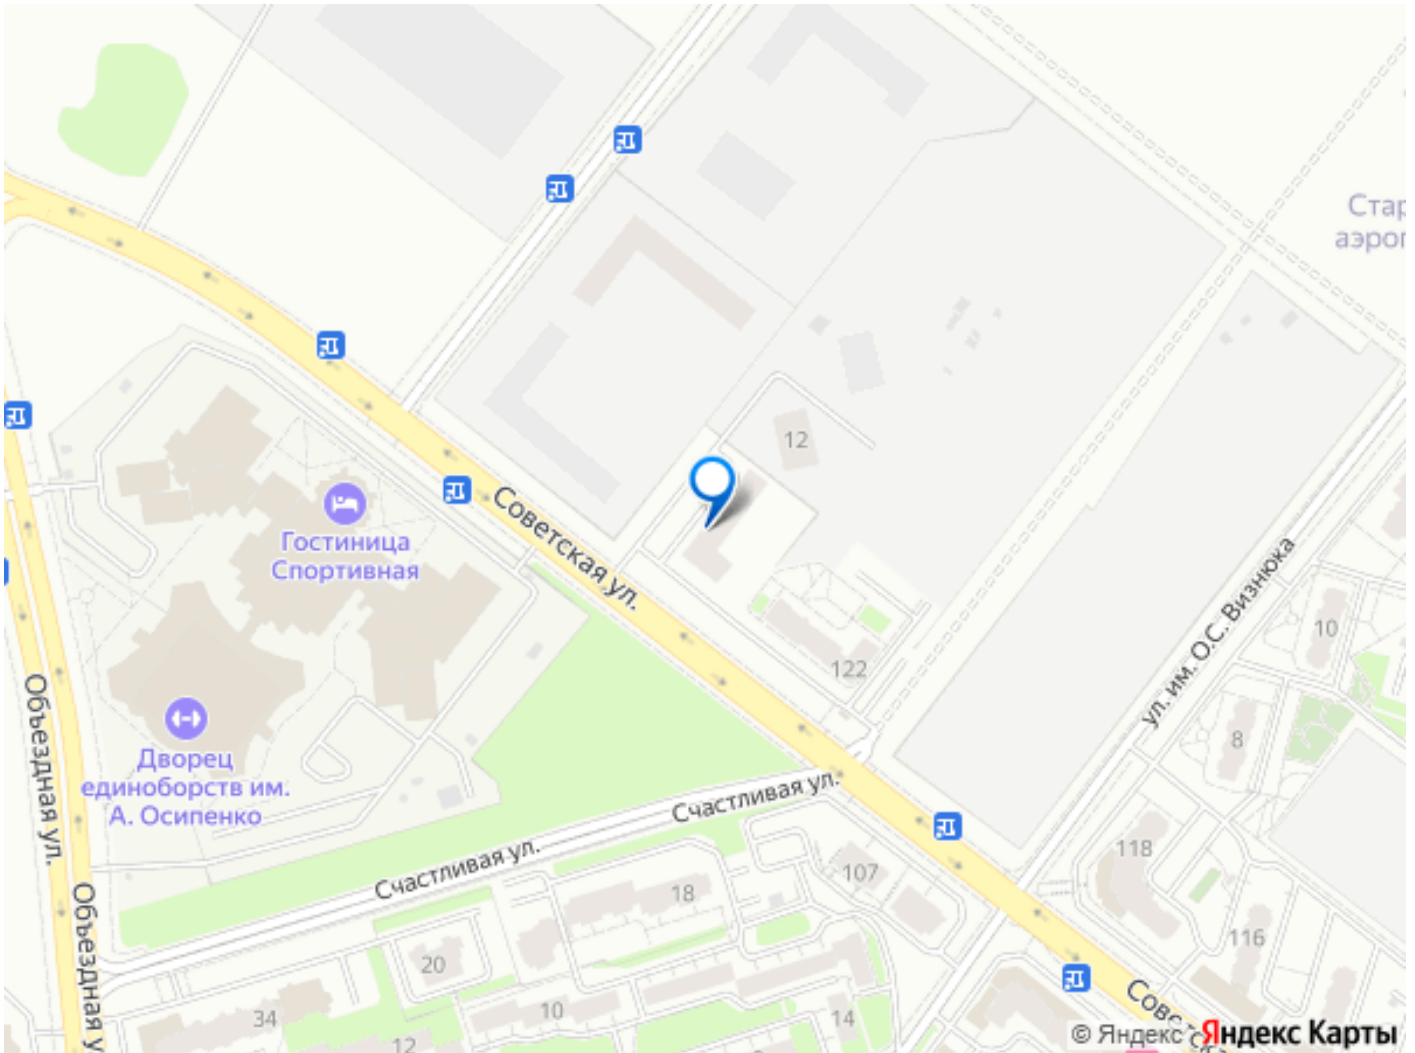 Стар
аэроп
12
Советская ул.
Гостиница
Спортивная
ул. им. О.С. Визнюка
10
122
8
Объездная ул.
Дворец
единоборств им.
А. Осипенко
Счастливая ул.
Счастливая ул.
118
107
18
116
Объездная у
20
10
34
14
12
Сове
© Яндекс Яндекс Карты